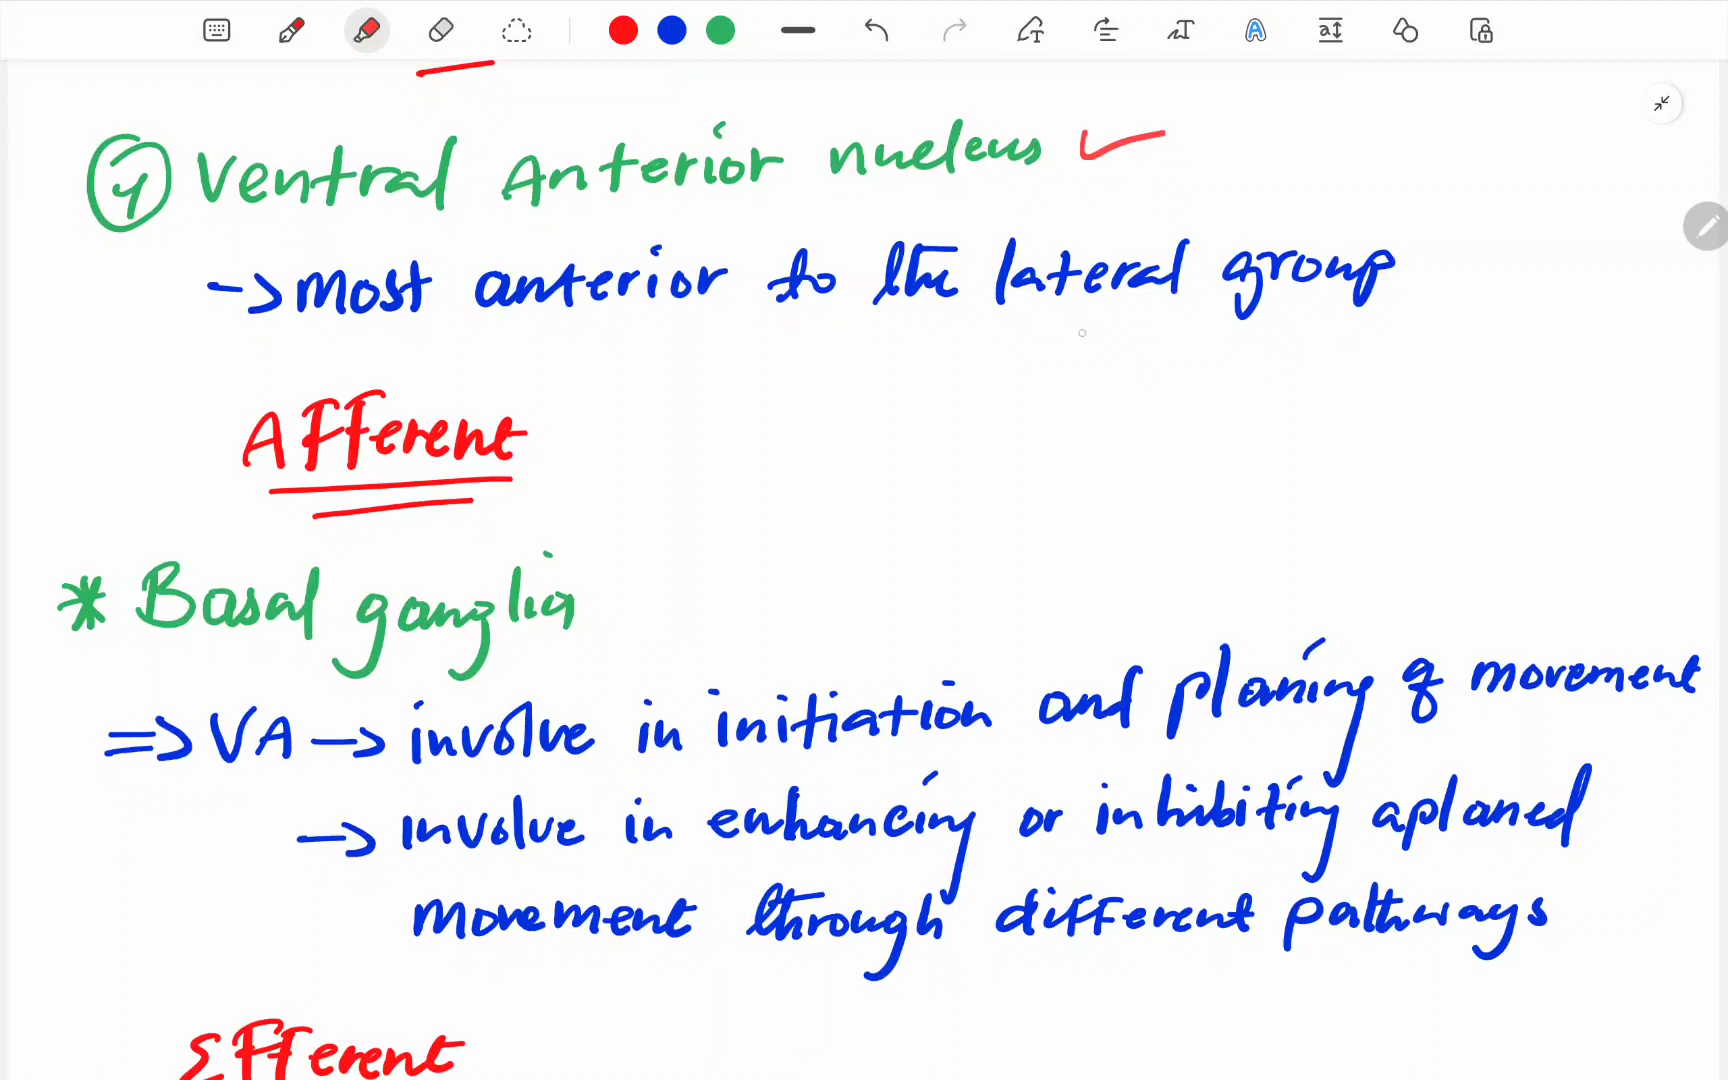 4 Ventral Anterior nucleus
-> most anterior to the lateral group
Afferent
* Basal ganglia
=> VA -> involve in initiation and planing of movement
-> involve in enhancing or inhibiting a planed
movement through different pathways
Efferent